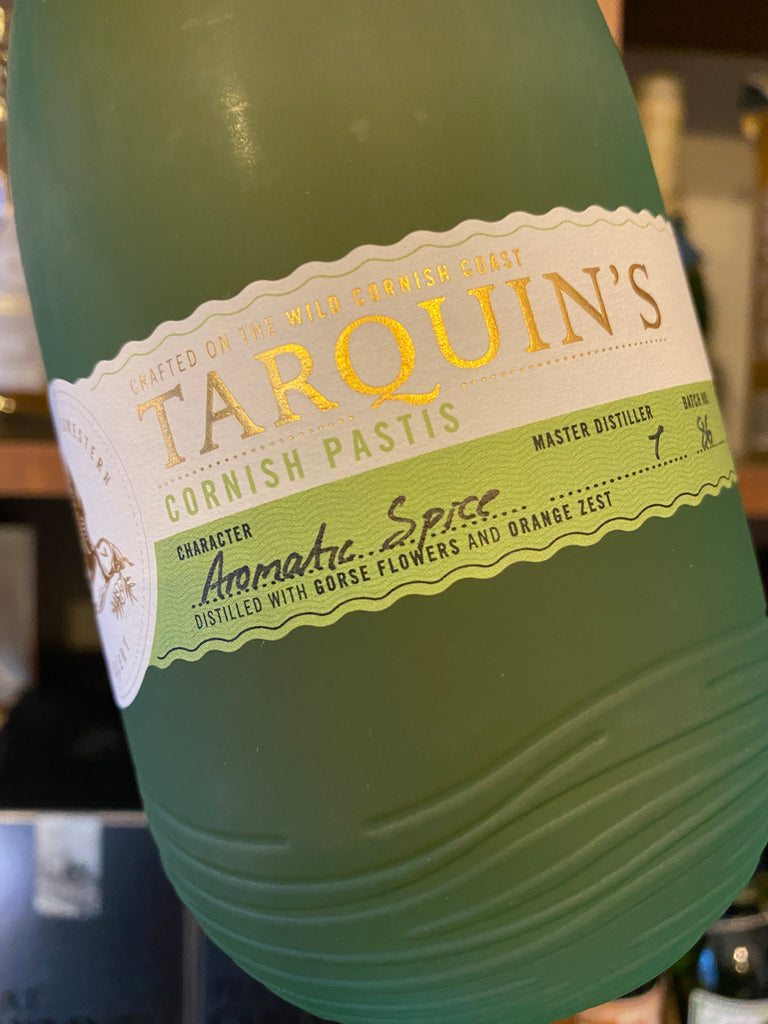 CRAFTED ON THE WILD CORNISH COAST
TARQUIN'S
CORNISH PASTIS
CHARACTER
Aromatic Spice
MASTER DISTILLER
BATCH NO.
86
DISTILLED WITH GORSE FLOWERS AND ORANGE ZEST